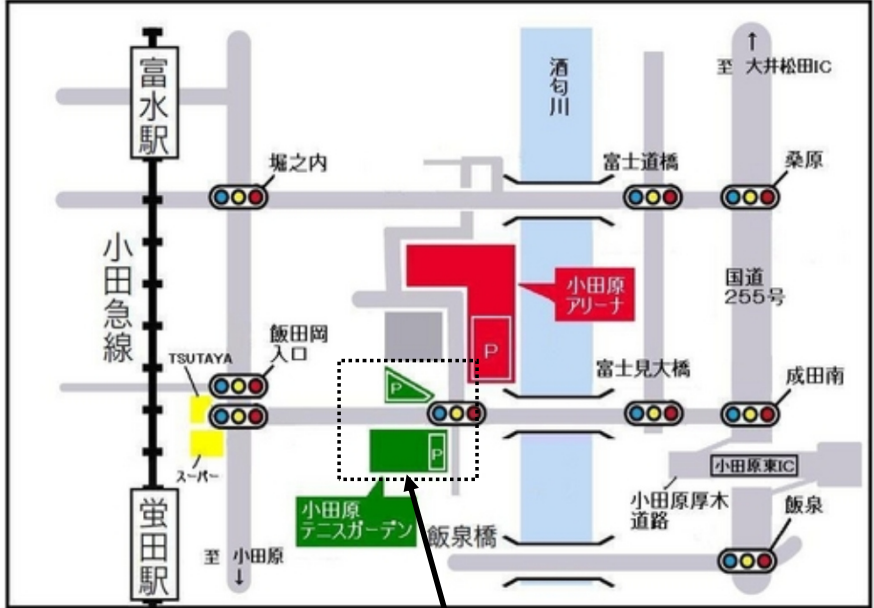 富水駅
酒匂川
↑
至 大井松田IC
堀之内
富士道橋
桑原
小田急線
小田原
アリーナ
国道
255号
飯田岡
入口
TSUTAYA
P
富士見大橋
成田南
P
P
スーパー
小田原東IC
小田原厚木
道路
小田原
テニスガーデン
飯泉橋
飯泉
蛍田駅
至 小田原
↓